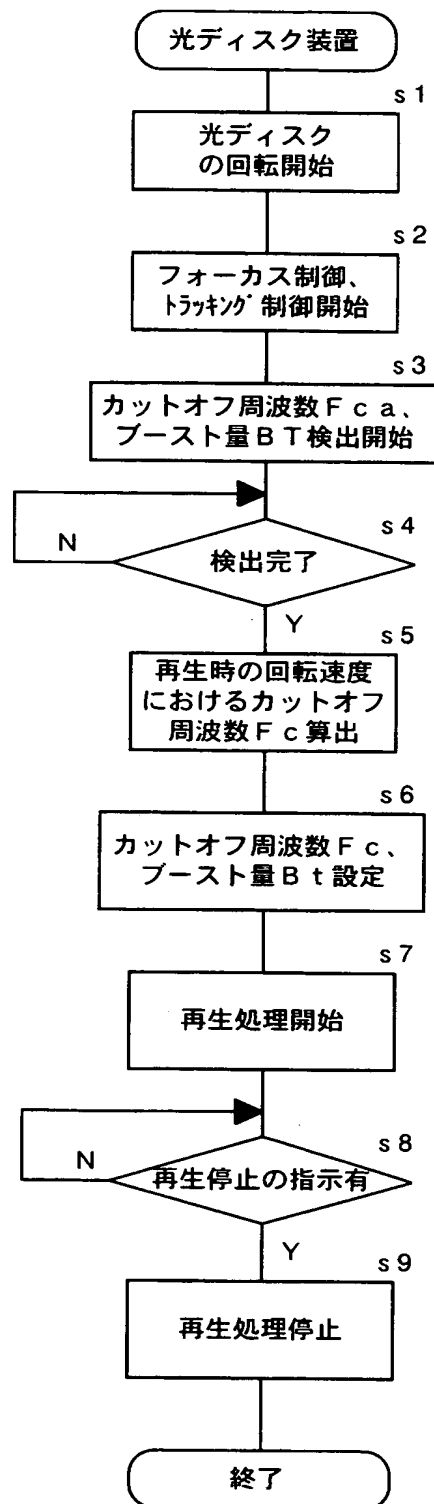 光ディスク装置
s1
光ディスク
の回転開始
s2
フォーカス制御、
ﾄﾗｯｷﾝｸﾞ制御開始
s3
カットオフ周波数Ｆｃａ、
ブースト量ＢＴ検出開始
s4
検出完了
N
Y
s5
再生時の回転速度
におけるカットオフ
周波数Ｆｃ算出
s6
カットオフ周波数Ｆｃ、
ブースト量Ｂｔ設定
s7
再生処理開始
s8
再生停止の指示有
N
Y
s9
再生処理停止
終了